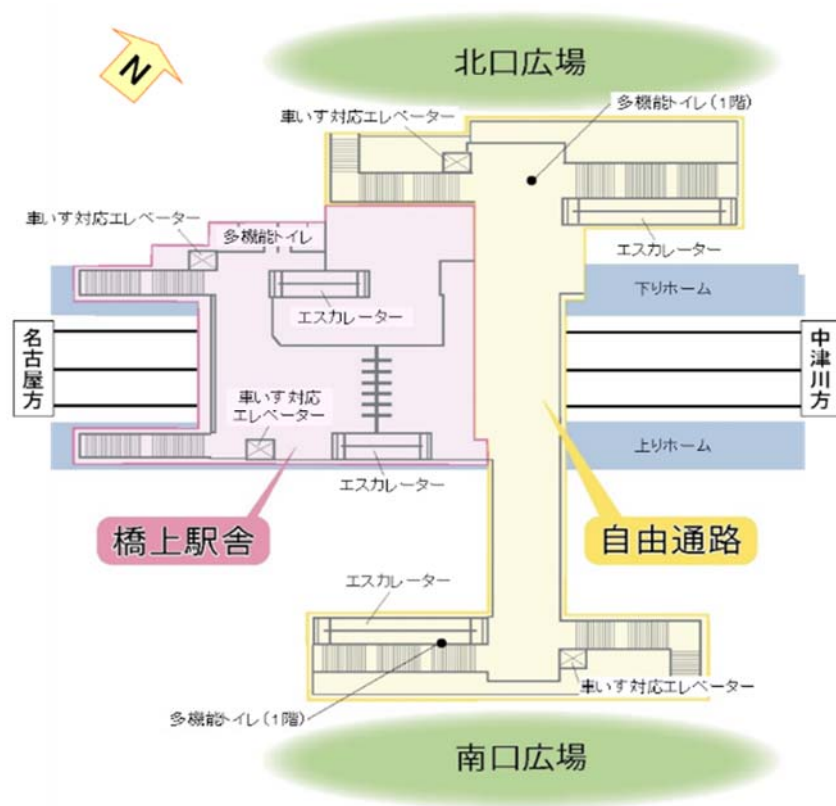 N
北口広場
多機能トイレ(1階)
車いす対応エレベーター
車いす対応エレベーター
多機能トイレ
エスカレーター
下りホーム
エスカレーター
名古屋方
中津川方
車いす対応
エレベーター
上りホーム
エスカレーター
橋上駅舎
自由通路
エスカレーター
車いす対応エレベーター
多機能トイレ(1階)
南口広場